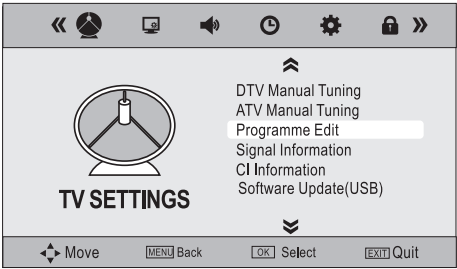 DTV Manual Tuning
ATV Manual Tuning
Programme Edit
Signal Information
CI Information
Software Update(USB)
TV SETTINGS
Move MENU Back OK Select EXIT Quit